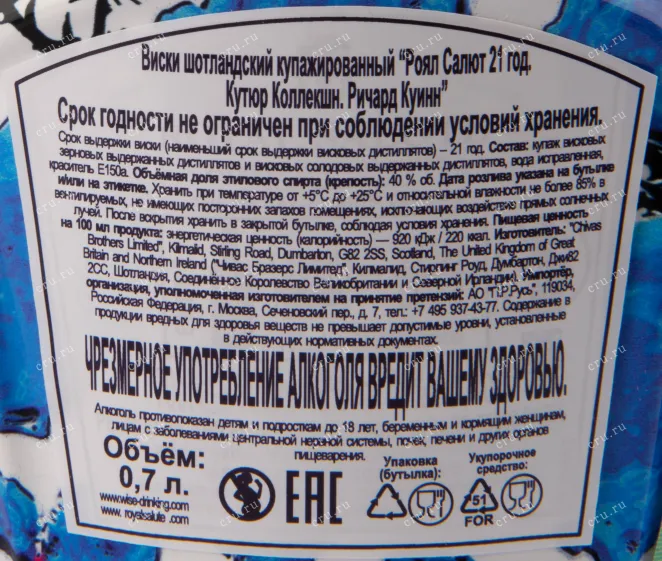 Виски шотландский купажированный "Роял Салют 21 год.
Кутюр Коллекшн. Ричард Куинн"
Срок годности не ограничен при соблюдении условий хранения.
Срок выдержки виски (наименьший срок выдержки висковых дистиллятов) – 21 год. Состав: купаж висковых
зерновых выдержанных дистиллятов и висковых солодовых выдержанных дистиллятов, вода исправленная,
краситель Е150а. Объёмная доля этилового спирта (крепость): 40 % об. Дата розлива указана на бутылке
и/или на этикетке. Хранить при температуре от +5°С до +25°С и относительной влажности не более 85% в
вентилируемых, не имеющих посторонних запахов помещениях, исключающих воздействие прямых солнечных
лучей. После вскрытия хранить в закрытой бутылке, соблюдая условия хранения. Пищевая ценность
на 100 мл продукта: энергетическая ценность (калорийность) — 920 кДж / 220 ккал. Изготовитель: "Chivas
Brothers Limited", Kilmalid, Stirling Road, Dumbarton, G82 2SS, Scotland, The United Kingdom of Great
Britain and Northern Ireland ("Чивас Бразерс Лимитед", Килмалид, Стирлинг Роуд, Думбартон, Джи82
2СС, Шотландия, Соединённое Королевство Великобритании и Северной Ирландии). Импортёр,
организация, уполномоченная изготовителем на принятие претензий: АО "П.Р.Русь", 119034,
Российская Федерация, г. Москва, Сеченовский пер., д. 7, тел.: +7 495 937-43-77. Содержание в
продукции вредных для здоровья веществ не превышает допустимые уровни, установленные
в действующих нормативных документах.
ЧРЕЗМЕРНОЕ УПОТРЕБЛЕНИЕ АЛКОГОЛЯ ВРЕДИТ ВАШЕМУ ЗДОРОВЬЮ.
Алкоголь противопоказан детям и подросткам до 18 лет, беременным и кормящим женщинам,
лицам с заболеваниями центральной нервной системы, почек, печени и других органов
пищеварения.
Объём:
0,7 л.
www.wise-drinking.com
www.royalsalute.com
EAC
Упаковка
(бутылка):
Укупорочное
средство:
51
FOR
cru.ru